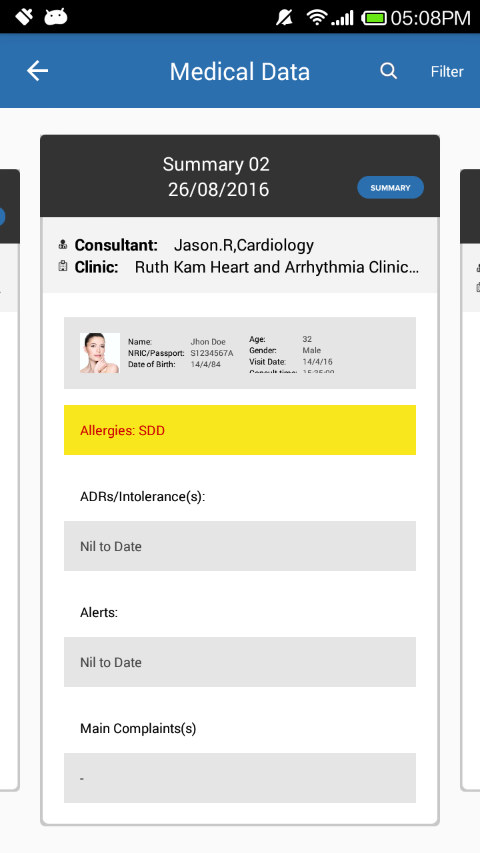 05:08PM
Medical Data
Filter
Summary 02
26/08/2016
SUMMARY
Consultant: Jason.R,Cardiology
Clinic: Ruth Kam Heart and Arrhythmia Clinic...
Name: Jhon Doe
NRIC/Passport: S1234567A
Date of Birth: 14/4/84
Age: 32
Gender: Male
Visit Date: 14/4/16
Consult time:
Allergies: SDD
ADRs/Intolerance(s):
Nil to Date
Alerts:
Nil to Date
Main Complaints(s)
-